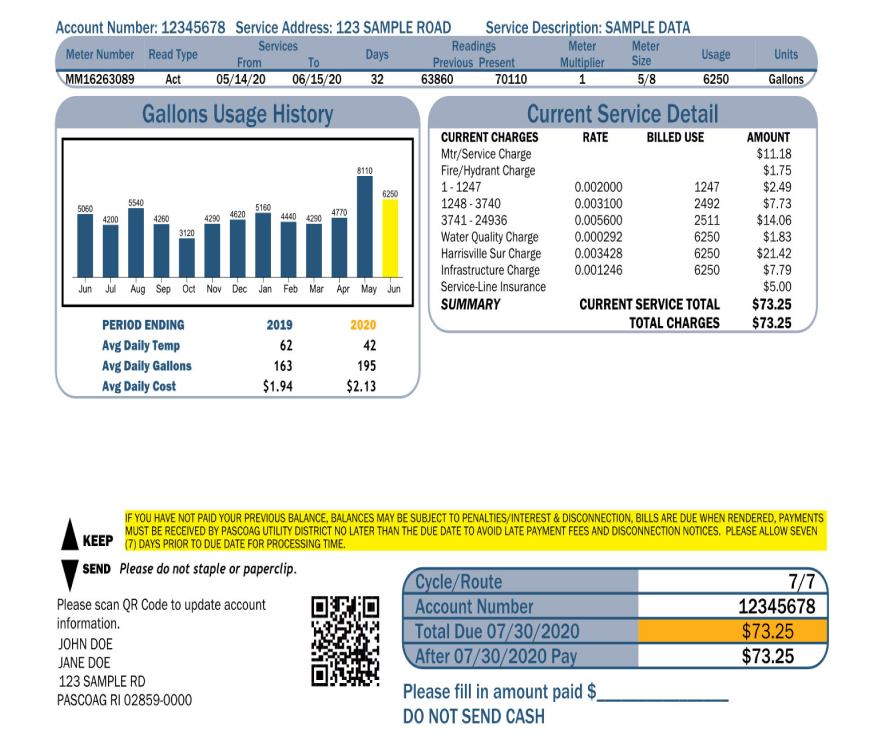 Account Number: 12345678 Service Address: 123 SAMPLE ROAD Service Description: SAMPLE DATA
Meter Number Read Type Services From To Days Readings Previous Present Meter Multiplier Meter Size Usage Units
MM16263089 Act 05/14/20 06/15/20 32 63860 70110 1 5/8 6250 Gallons
Gallons Usage History
5060 4200 5540 4260 3120 4290 4620 5160 4440 4290 4770 8110 6250
Jun Jul Aug Sep Oct Nov Dec Jan Feb Mar Apr May Jun
PERIOD ENDING 2019 2020
Avg Daily Temp 62 42
Avg Daily Gallons 163 195
Avg Daily Cost $1.94 $2.13
Current Service Detail
CURRENT CHARGES RATE BILLED USE AMOUNT
Mtr/Service Charge $11.18
Fire/Hydrant Charge $1.75
1 - 1247 0.002000 1247 $2.49
1248 - 3740 0.003100 2492 $7.73
3741 - 24936 0.005600 2511 $14.06
Water Quality Charge 0.000292 6250 $1.83
Harrisville Sur Charge 0.003428 6250 $21.42
Infrastructure Charge 0.001246 6250 $7.79
Service-Line Insurance $5.00
SUMMARY CURRENT SERVICE TOTAL $73.25
TOTAL CHARGES $73.25
IF YOU HAVE NOT PAID YOUR PREVIOUS BALANCE, BALANCES MAY BE SUBJECT TO PENALTIES/INTEREST & DISCONNECTION, BILLS ARE DUE WHEN RENDERED, PAYMENTS
MUST BE RECEIVED BY PASCOAG UTILITY DISTRICT NO LATER THAN THE DUE DATE TO AVOID LATE PAYMENT FEES AND DISCONNECTION NOTICES. PLEASE ALLOW SEVEN
(7) DAYS PRIOR TO DUE DATE FOR PROCESSING TIME.
KEEP
SEND Please do not staple or paperclip.
Please scan QR Code to update account
information.
JOHN DOE
JANE DOE
123 SAMPLE RD
PASCOAG RI 02859-0000
Cycle/Route 7/7
Account Number 12345678
Total Due 07/30/2020 $73.25
After 07/30/2020 Pay $73.25
Please fill in amount paid $_______________
DO NOT SEND CASH